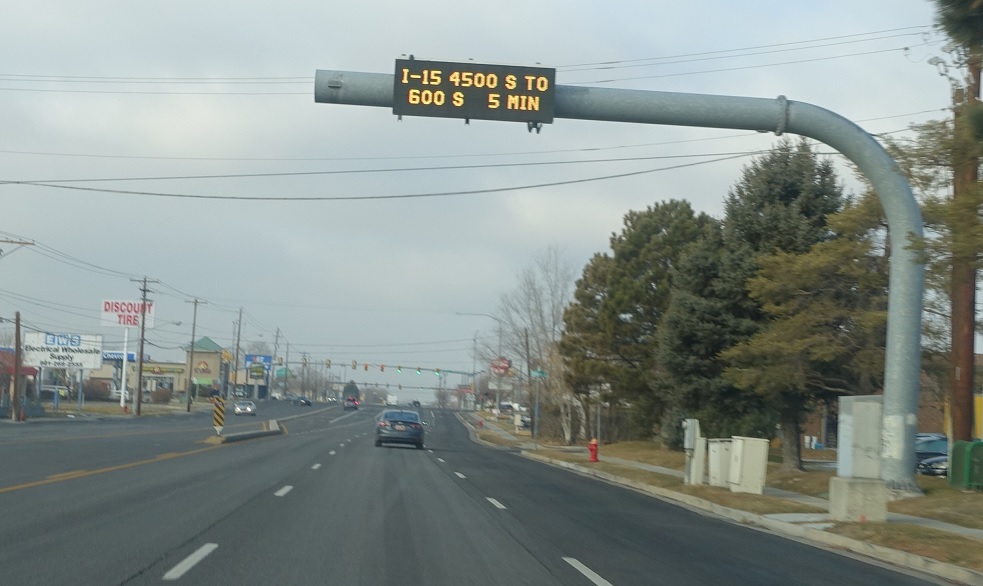 I-15 4500 S TO
600 S 5 MIN
DISCOUNT
TIRE
EWS
Electrical Wholesale
Supply